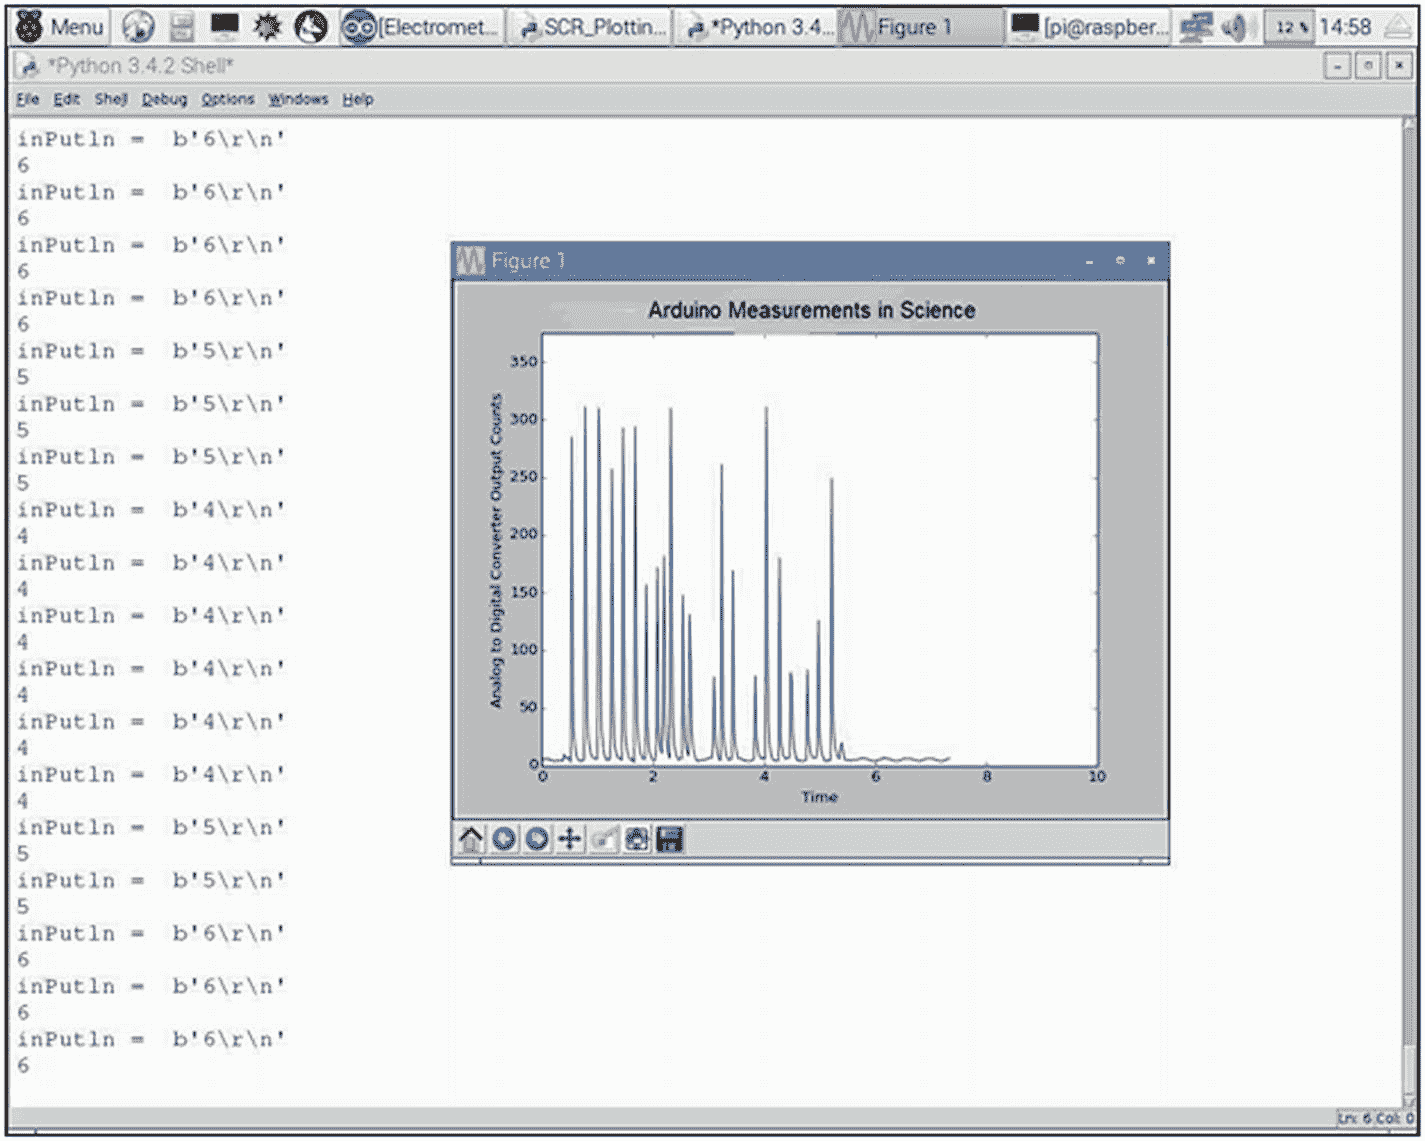 Menu [Electromet... SCR_Plottin... *Python 3.4... Figure 1 [pi@raspber... 12 % 14:58
*Python 3.4.2 Shell*
File Edit Shell Debug Options Windows Help
inPutln = b'6\r\n'
6
inPutln = b'6\r\n'
6
inPutln = b'6\r\n'
6
inPutln = b'6\r\n'
6
inPutln = b'5\r\n'
5
inPutln = b'5\r\n'
5
inPutln = b'5\r\n'
5
inPutln = b'4\r\n'
4
inPutln = b'4\r\n'
4
inPutln = b'4\r\n'
4
inPutln = b'4\r\n'
4
inPutln = b'4\r\n'
4
inPutln = b'4\r\n'
4
inPutln = b'5\r\n'
5
inPutln = b'5\r\n'
5
inPutln = b'6\r\n'
6
inPutln = b'6\r\n'
6
inPutln = b'6\r\n'
6
Figure 1
Arduino Measurements in Science
Analog to Digital Converter Output Counts
350
300
250
200
150
100
50
0
0 2 4 6 8 10
Time
Ln: 6 Col: 0